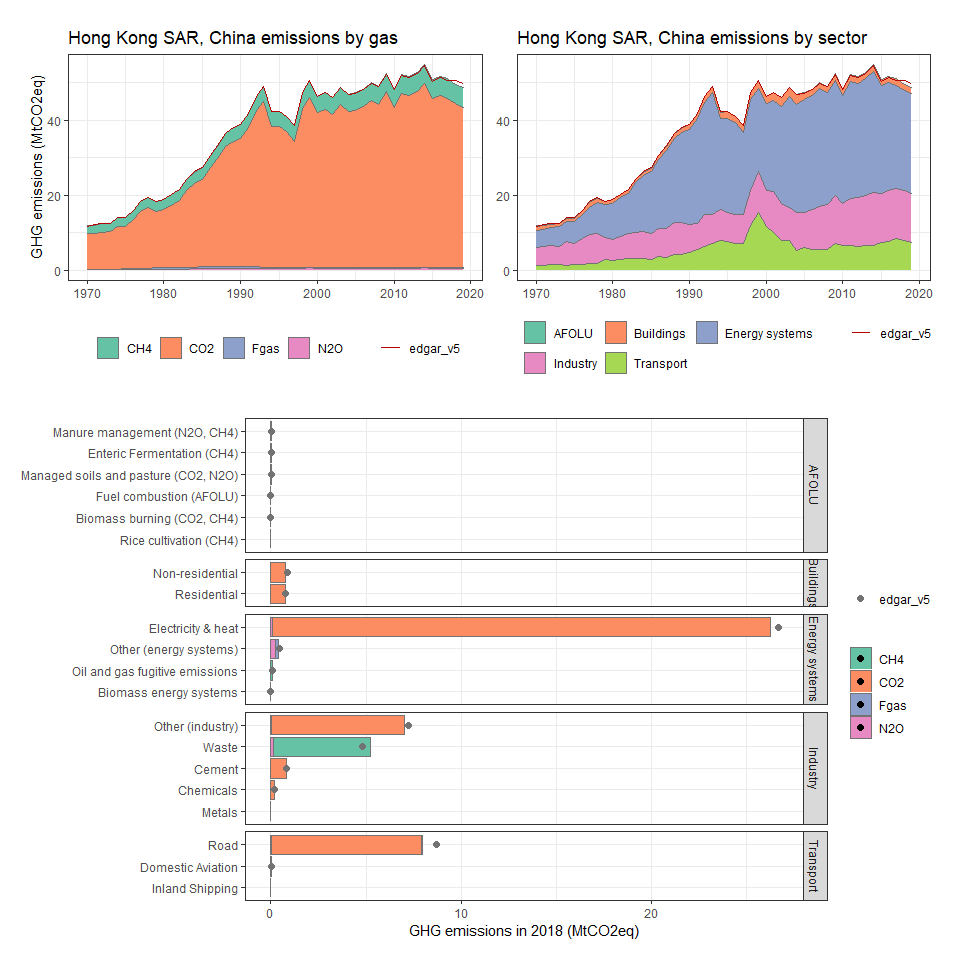 Hong Kong SAR, China emissions by gas
GHG emissions (MtCO2eq)
40
20
0
1970 1980 1990 2000 2010 2020
CH4 CO2 Fgas N2O edgar_v5
Hong Kong SAR, China emissions by sector
40
20
0
1970 1980 1990 2000 2010 2020
AFOLU Buildings Energy systems edgar_v5
Industry Transport
Manure management (N2O, CH4)
Enteric Fermentation (CH4)
Managed soils and pasture (CO2, N2O)
Fuel combustion (AFOLU)
Biomass burning (CO2, CH4)
Rice cultivation (CH4)
AFOLU
Non-residential
Residential
Buildings
Electricity & heat
Other (energy systems)
Oil and gas fugitive emissions
Biomass energy systems
Energy systems
Other (industry)
Waste
Cement
Chemicals
Metals
Industry
Road
Domestic Aviation
Inland Shipping
Transport
0 10 20
GHG emissions in 2018 (MtCO2eq)
edgar_v5
CH4
CO2
Fgas
N2O